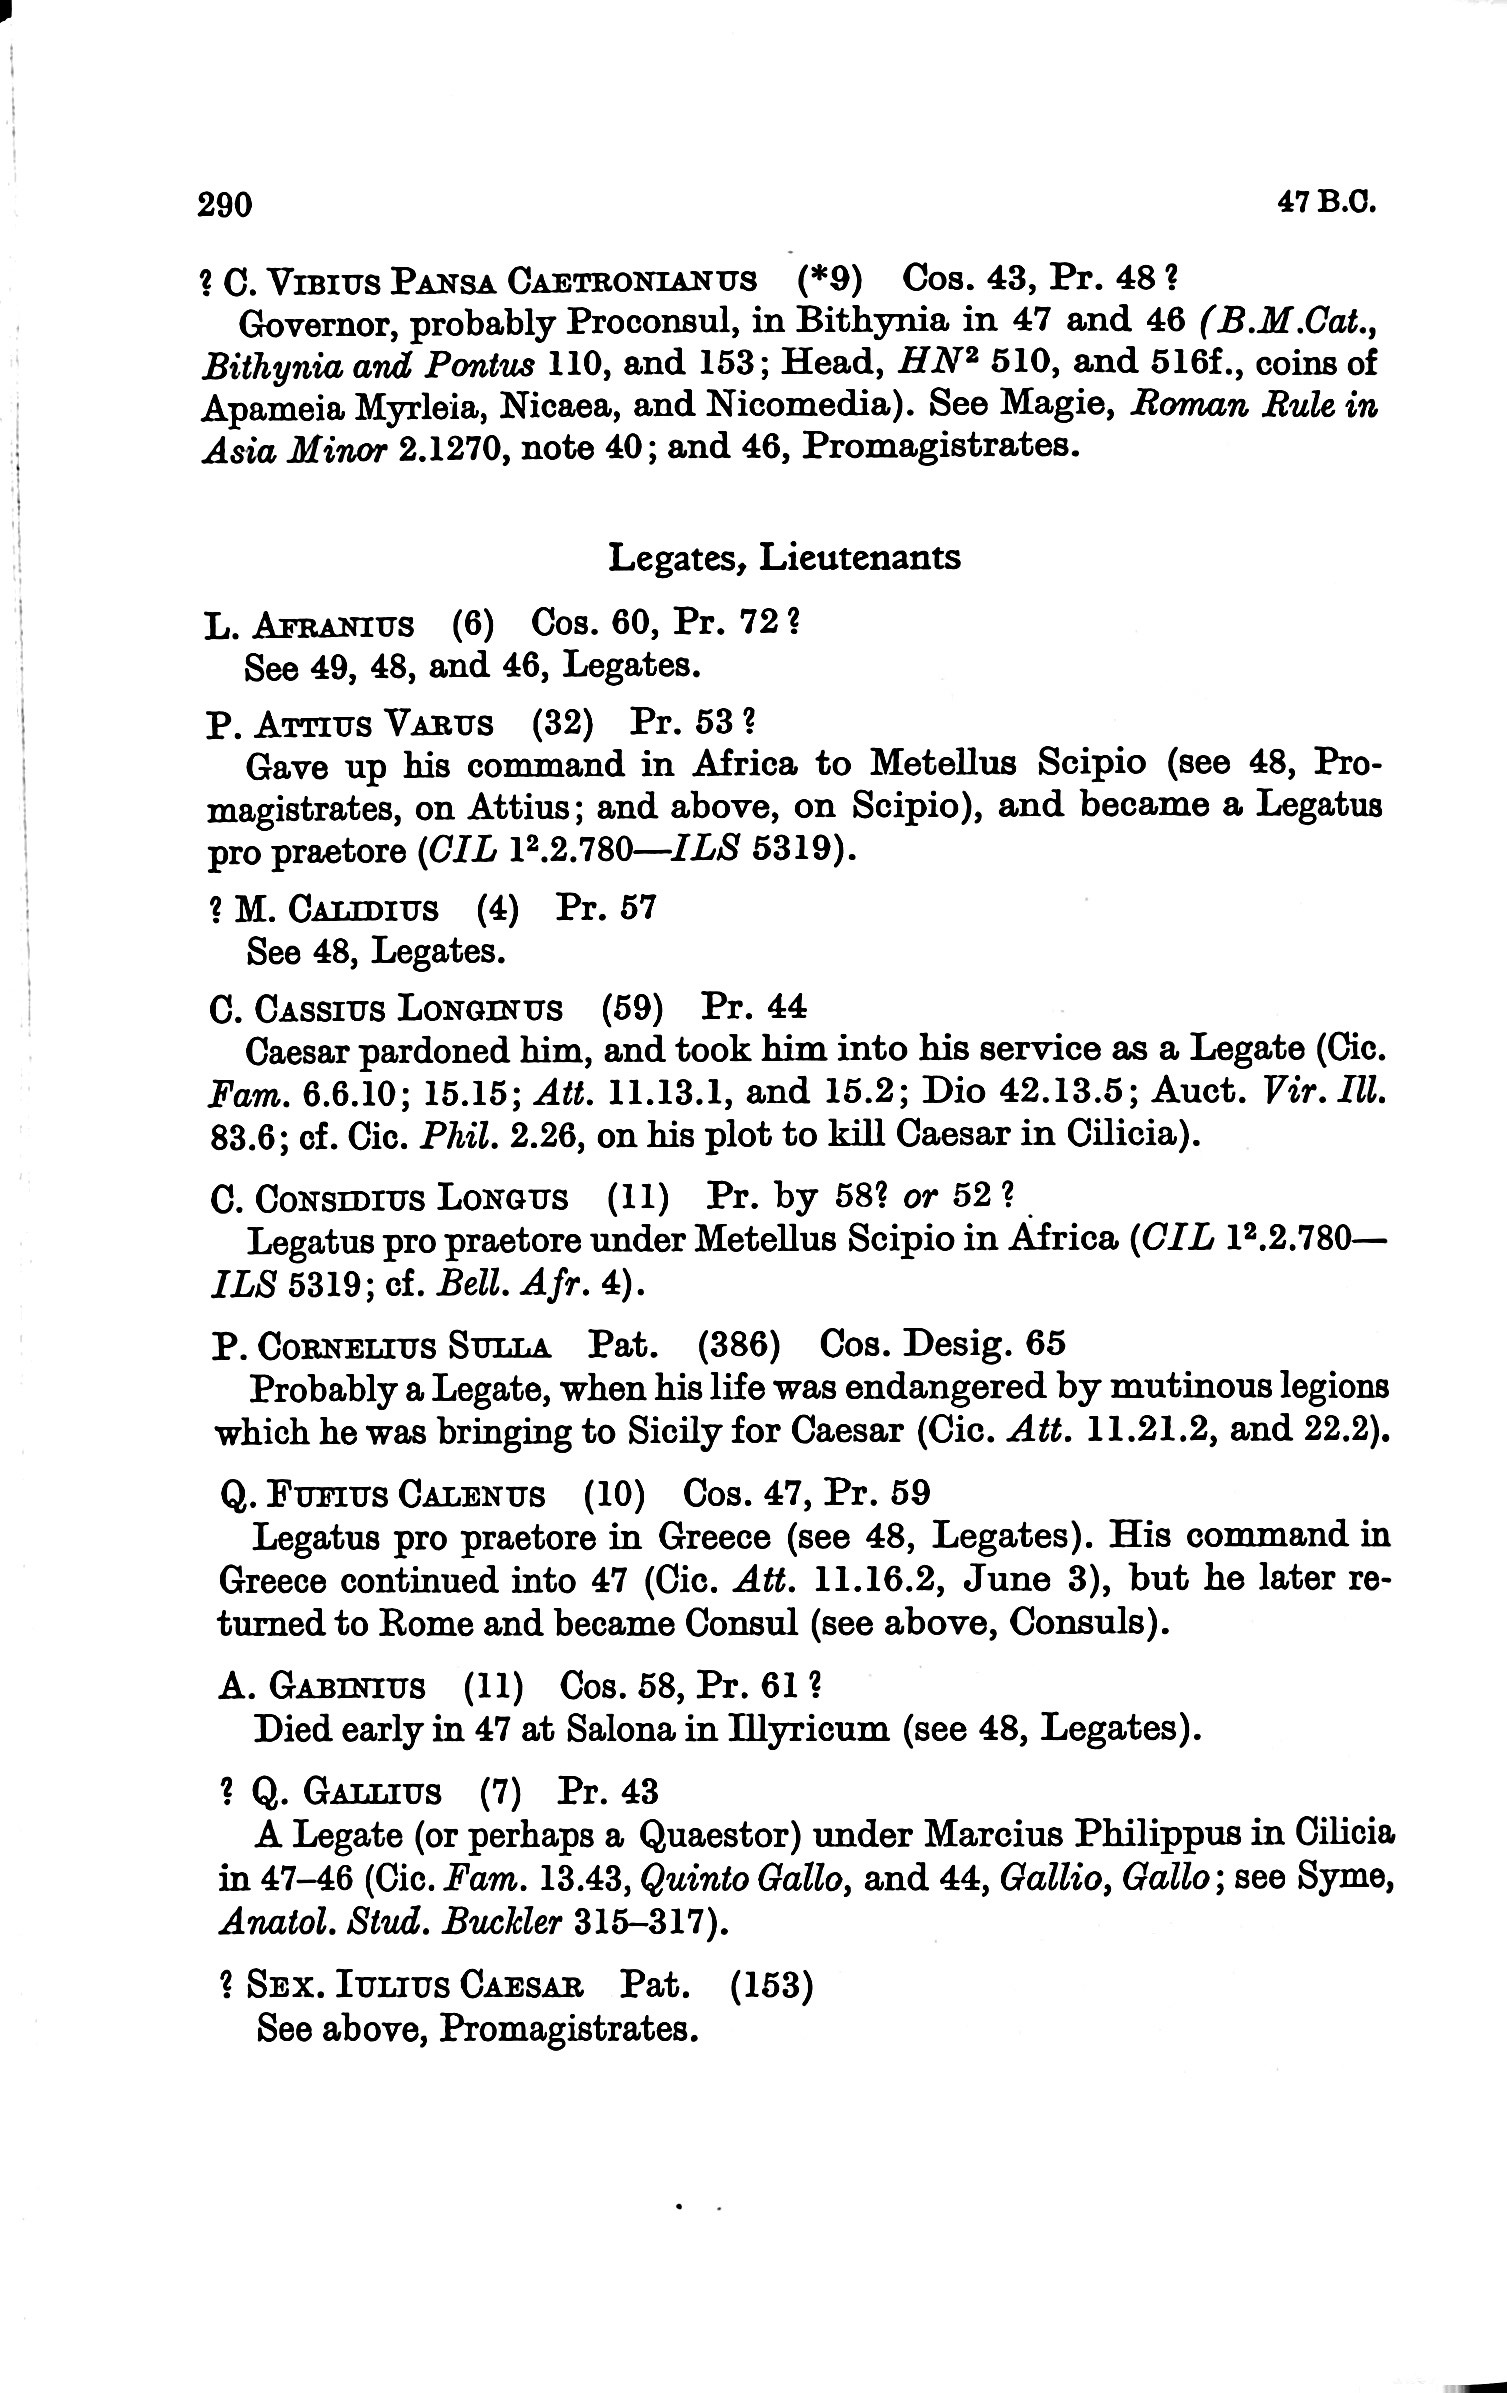 290 47 B.C.
? C. VIBIUS PANSA CAETRONIANUS (*9) Cos. 43, Pr. 48?
Governor, probably Proconsul, in Bithynia in 47 and 46 (B.M.Cat.,
Bithynia and Pontus 110, and 153; Head, HN² 510, and 516f., coins of
Apameia Myrleia, Nicaea, and Nicomedia). See Magie, Roman Rule in
Asia Minor 2.1270, note 40; and 46, Promagistrates.
Legates, Lieutenants
L. AFRANIUS (6) Cos. 60, Pr. 72?
See 49, 48, and 46, Legates.
P. ATTIUS VARUS (32) Pr. 53?
Gave up his command in Africa to Metellus Scipio (see 48, Pro-
magistrates, on Attius; and above, on Scipio), and became a Legatus
pro praetore (CIL 1².2.780—ILS 5319).
? M. CALIDIUS (4) Pr. 57
See 48, Legates.
C. CASSIUS LONGINUS (59) Pr. 44
Caesar pardoned him, and took him into his service as a Legate (Cic.
Fam. 6.6.10; 15.15; Att. 11.13.1, and 15.2; Dio 42.13.5; Auct. Vir. Ill.
83.6; cf. Cic. Phil. 2.26, on his plot to kill Caesar in Cilicia).
C. CONSIDIUS LONGUS (11) Pr. by 58? or 52?
Legatus pro praetore under Metellus Scipio in Africa (CIL 1².2.780—
ILS 5319; cf. Bell. Afr. 4).
P. CORNELIUS SULLA Pat. (386) Cos. Desig. 65
Probably a Legate, when his life was endangered by mutinous legions
which he was bringing to Sicily for Caesar (Cic. Att. 11.21.2, and 22.2).
Q. FUFIUS CALENUS (10) Cos. 47, Pr. 59
Legatus pro praetore in Greece (see 48, Legates). His command in
Greece continued into 47 (Cic. Att. 11.16.2, June 3), but he later re-
turned to Rome and became Consul (see above, Consuls).
A. GABINIUS (11) Cos. 58, Pr. 61?
Died early in 47 at Salona in Illyricum (see 48, Legates).
? Q. GALLIUS (7) Pr. 43
A Legate (or perhaps a Quaestor) under Marcius Philippus in Cilicia
in 47–46 (Cic. Fam. 13.43, Quinto Gallo, and 44, Gallio, Gallo; see Syme,
Anatol. Stud. Buckler 315–317).
? SEX. IULIUS CAESAR Pat. (153)
See above, Promagistrates.